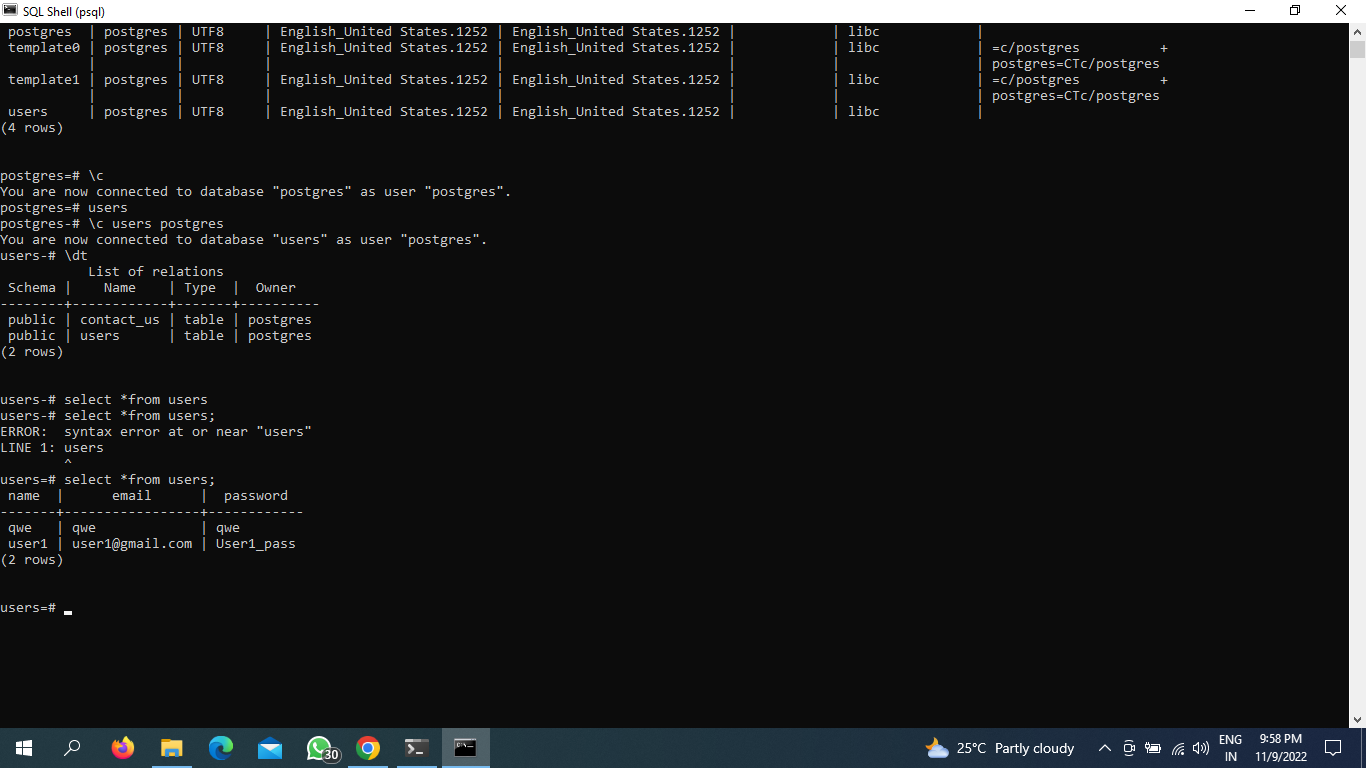 SQL Shell (psql)
 postgres  | postgres | UTF8     | English_United States.1252 | English_United States.1252 |            | libc            |
 template0 | postgres | UTF8     | English_United States.1252 | English_United States.1252 |            | libc            | =c/postgres          +
           |          |          |                            |                            |            |                 | postgres=CTc/postgres
 template1 | postgres | UTF8     | English_United States.1252 | English_United States.1252 |            | libc            | =c/postgres          +
           |          |          |                            |                            |            |                 | postgres=CTc/postgres
 users     | postgres | UTF8     | English_United States.1252 | English_United States.1252 |            | libc            |
(4 rows)
postgres=# \c
You are now connected to database "postgres" as user "postgres".
postgres=# users
postgres-# \c users postgres
You are now connected to database "users" as user "postgres".
users-# \dt
           List of relations
 Schema |    Name    | Type  |  Owner
--------+------------+-------+----------
 public | contact_us | table | postgres
 public | users      | table | postgres
(2 rows)
users-# select *from users
users-# select *from users;
ERROR:  syntax error at or near "users"
LINE 1: users
        ^
users=# select *from users;
 name  |      email      |  password
-------+-----------------+------------
 qwe   | qwe             | qwe
 user1 | user1@gmail.com | User1_pass
(2 rows)
users=#
30
25°C Partly cloudy
ENG
IN
9:58 PM
11/9/2022